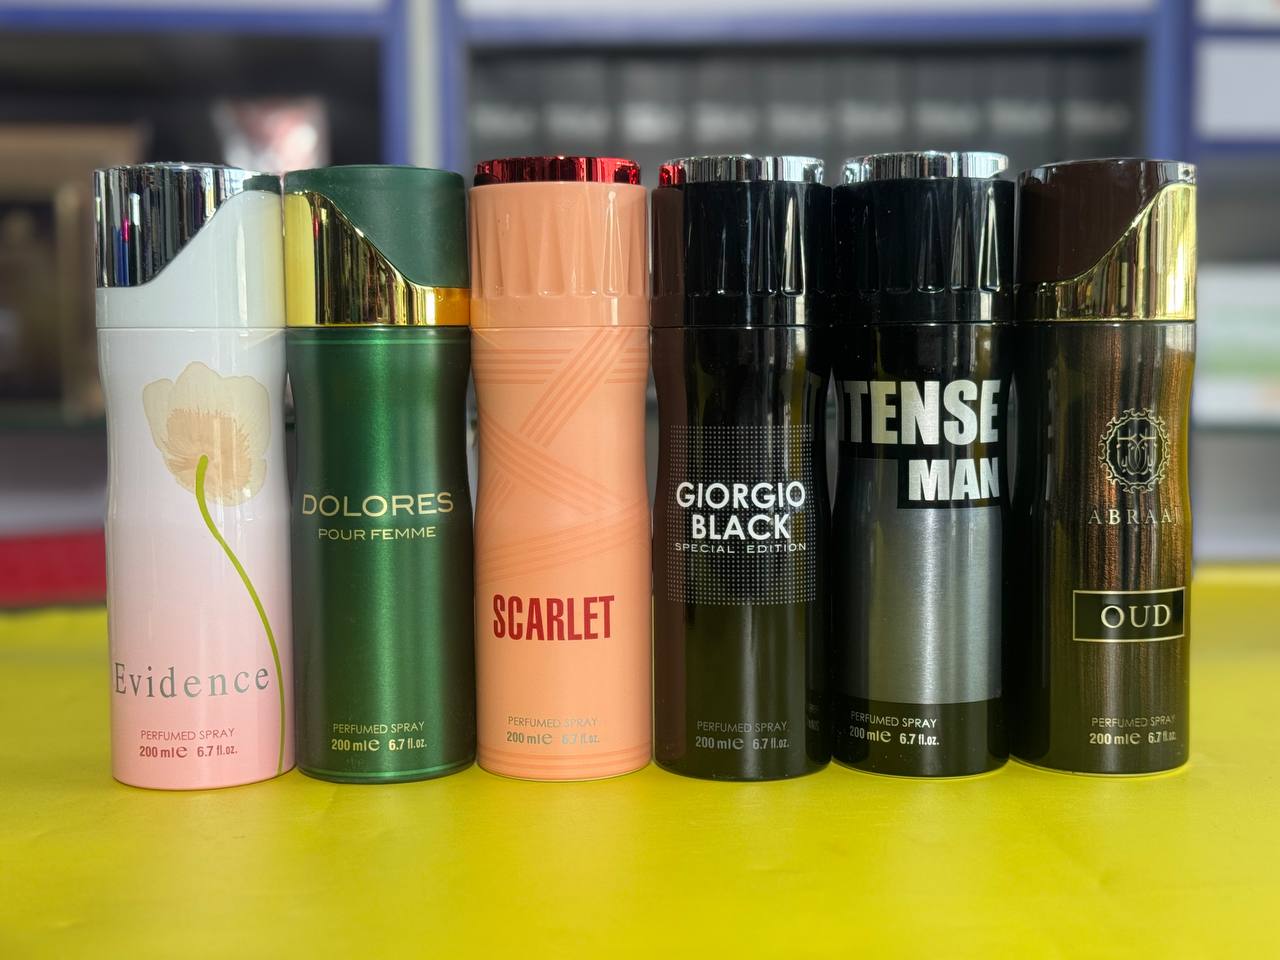 Evidence
PERFUMED SPRAY
200 ml e 6.7 fl.oz.
DOLORES
POUR FEMME
PERFUMED SPRAY
200 ml e 6.7 fl.oz.
SCARLET
PERFUMED SPRAY
200 ml e 6.7 fl.oz.
GIORGIO
BLACK
SPECIAL EDITION
PERFUMED SPRAY
200 ml e 6.7 fl.oz.
TENSE
MAN
PERFUMED SPRAY
200 ml e 6.7 fl.oz.
ABRAA
OUD
PERFUMED SPRAY
200 ml e 6.7 fl.oz.